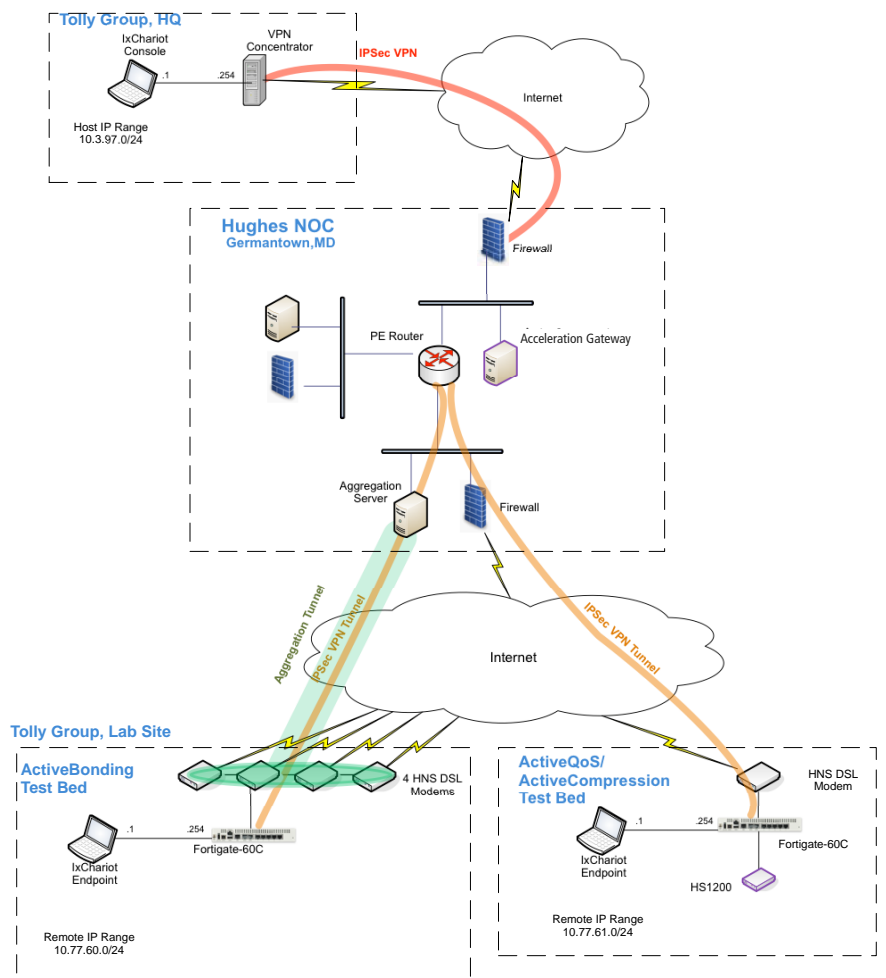 Tolly Group, HQ
IxChariot
Console
VPN
Concentrator
IPSec VPN
.1
.254
Internet
Host IP Range
10.3.97.0/24
Hughes NOC
Germantown,MD
Firewall
PE Router
Acceleration Gateway
Aggregation
Server
Firewall
Aggregation Tunnel
IPSec VPN Tunnel
IPSec VPN Tunnel
Internet
Tolly Group, Lab Site
ActiveBonding
Test Bed
4 HNS DSL
Modems
.1
.254
Fortigate-60C
IxChariot
Endpoint
Remote IP Range
10.77.60.0/24
ActiveQoS/
ActiveCompression
Test Bed
HNS DSL
Modem
.1
.254
Fortigate-60C
IxChariot
Endpoint
HS1200
Remote IP Range
10.77.61.0/24